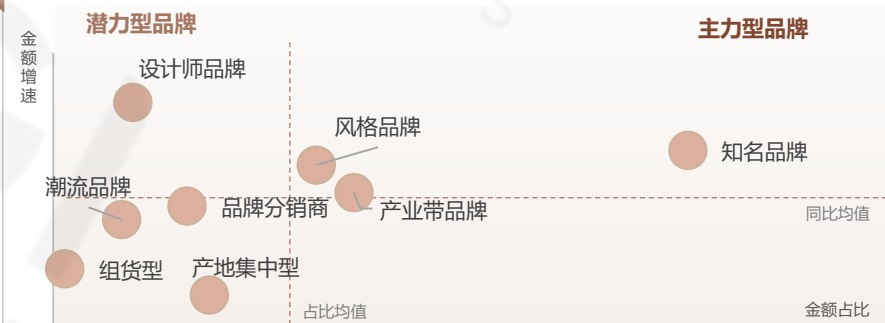 潜力型品牌
主力型品牌
金额增速
设计师品牌
风格品牌
知名品牌
潮流品牌
品牌分销商
产业带品牌
同比均值
组货型
产地集中型
占比均值
金额占比